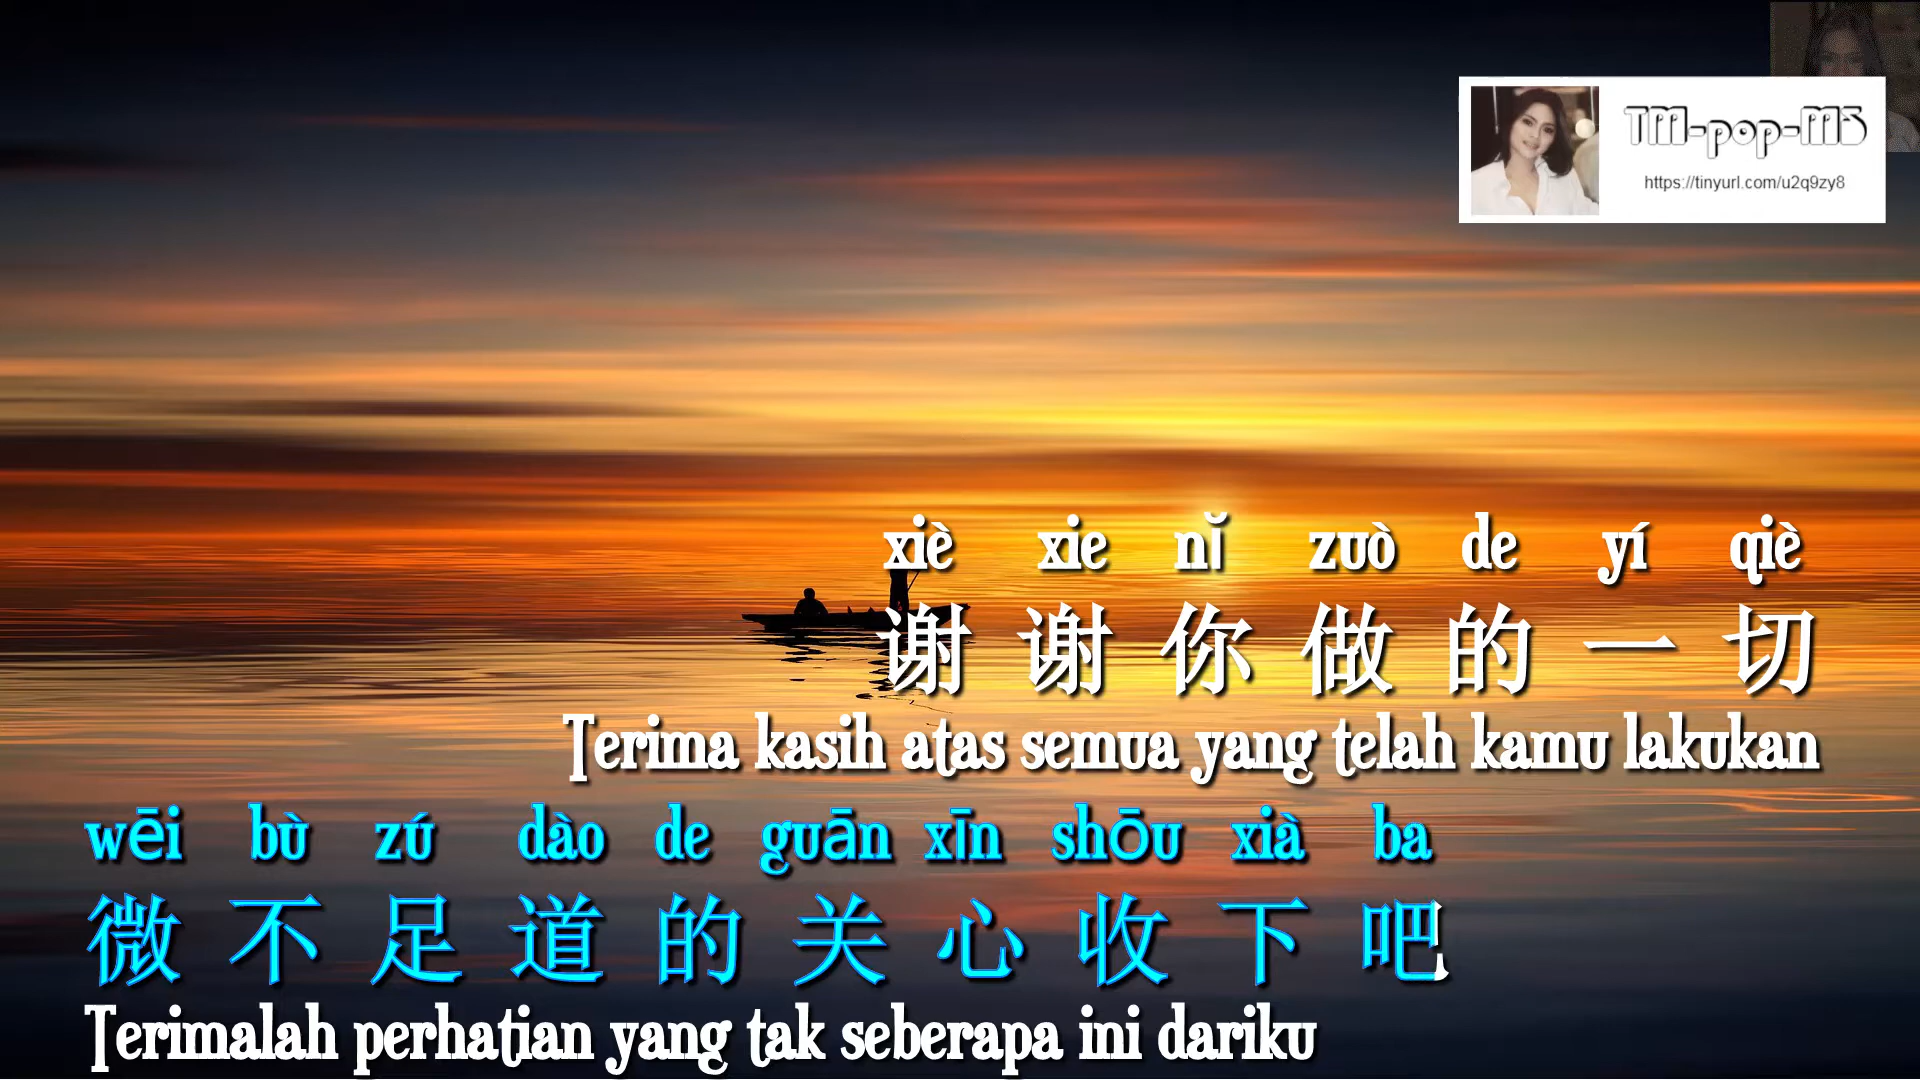 TM-pop-MS
https://tinyurl.com/u2q9zy8
xiè xie nǐ zuò de yí qiè
谢谢你做的一切
Terima kasih atas semua yang telah kamu lakukan
wēi bù zú dào de guān xīn shōu xià ba
微不足道的关心收下吧
Terimalah perhatian yang tak seberapa ini dariku